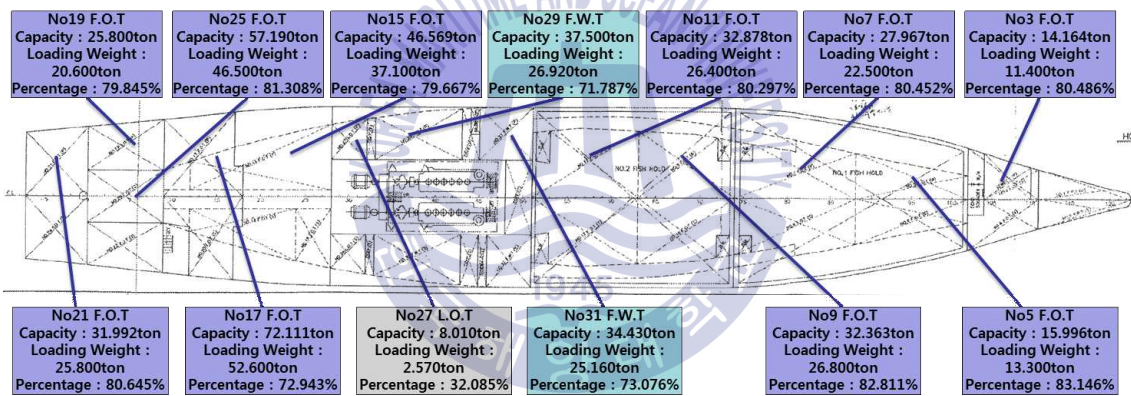 No19 F.O.T
Capacity : 25.800ton
Loading Weight :
20.600ton
Percentage : 79.845%
No25 F.O.T
Capacity : 57.190ton
Loading Weight :
46.500ton
Percentage : 81.308%
No15 F.O.T
Capacity : 46.569ton
Loading Weight :
37.100ton
Percentage : 79.667%
No29 F.W.T
Capacity : 37.500ton
Loading Weight :
26.920ton
Percentage : 71.787%
No11 F.O.T
Capacity : 32.878ton
Loading Weight :
26.400ton
Percentage : 80.297%
No7 F.O.T
Capacity : 27.967ton
Loading Weight :
22.500ton
Percentage : 80.452%
No3 F.O.T
Capacity : 14.164ton
Loading Weight :
11.400ton
Percentage : 80.486%
NO.2 FISH HOLD
NO.1 FISH HOLD
1945
No21 F.O.T
Capacity : 31.992ton
Loading Weight :
25.800ton
Percentage : 80.645%
No17 F.O.T
Capacity : 72.111ton
Loading Weight :
52.600ton
Percentage : 72.943%
No27 L.O.T
Capacity : 8.010ton
Loading Weight :
2.570ton
Percentage : 32.085%
No31 F.W.T
Capacity : 34.430ton
Loading Weight :
25.160ton
Percentage : 73.076%
No9 F.O.T
Capacity : 32.363ton
Loading Weight :
26.800ton
Percentage : 82.811%
No5 F.O.T
Capacity : 15.996ton
Loading Weight :
13.300ton
Percentage : 83.146%